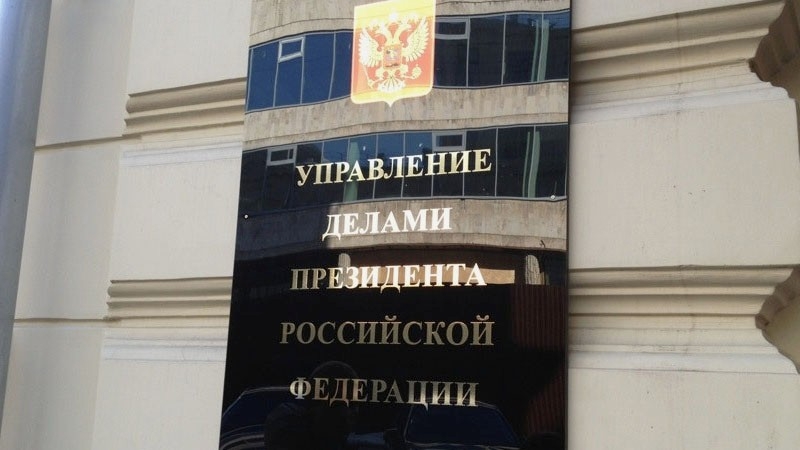 УПРАВЛЕНИЕ
ДЕЛАМИ
ПРЕЗИДЕНТА
РОССИЙСКОЙ
ФЕДЕРАЦИИ